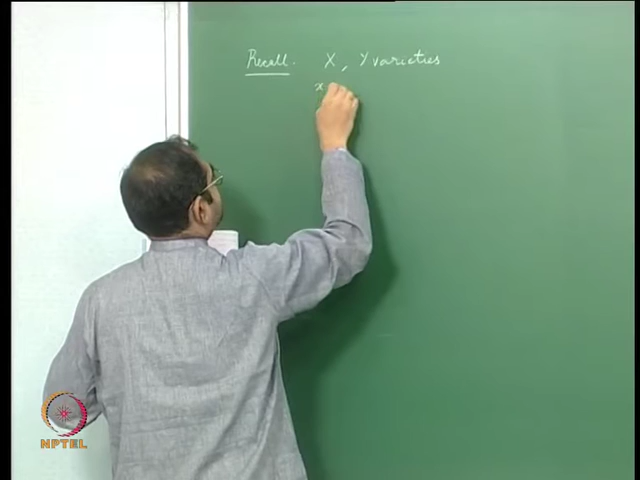 Recall. X, Y varieties
x
NPTEL